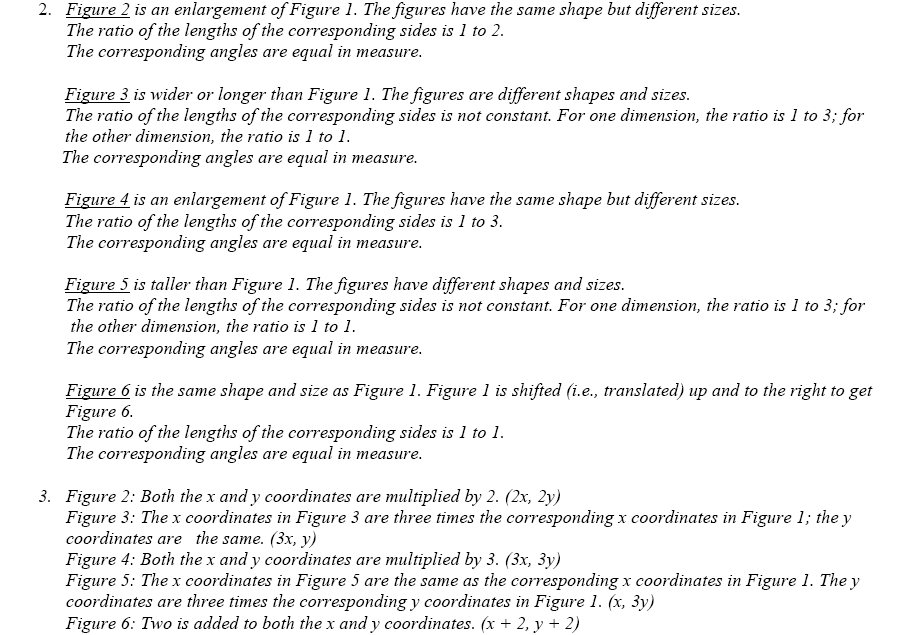 2. Figure 2 is an enlargement of Figure 1. The figures have the same shape but different sizes.
The ratio of the lengths of the corresponding sides is 1 to 2.
The corresponding angles are equal in measure.
Figure 3 is wider or longer than Figure 1. The figures are different shapes and sizes.
The ratio of the lengths of the corresponding sides is not constant. For one dimension, the ratio is 1 to 3; for
the other dimension, the ratio is 1 to 1.
The corresponding angles are equal in measure.
Figure 4 is an enlargement of Figure 1. The figures have the same shape but different sizes.
The ratio of the lengths of the corresponding sides is 1 to 3.
The corresponding angles are equal in measure.
Figure 5 is taller than Figure 1. The figures have different shapes and sizes.
The ratio of the lengths of the corresponding sides is not constant. For one dimension, the ratio is 1 to 3; for
the other dimension, the ratio is 1 to 1.
The corresponding angles are equal in measure.
Figure 6 is the same shape and size as Figure 1. Figure 1 is shifted (i.e., translated) up and to the right to get
Figure 6.
The ratio of the lengths of the corresponding sides is 1 to 1.
The corresponding angles are equal in measure.
3. Figure 2: Both the x and y coordinates are multiplied by 2. (2x, 2y)
Figure 3: The x coordinates in Figure 3 are three times the corresponding x coordinates in Figure 1; the y
coordinates are the same. (3x, y)
Figure 4: Both the x and y coordinates are multiplied by 3. (3x, 3y)
Figure 5: The x coordinates in Figure 5 are the same as the corresponding x coordinates in Figure 1. The y
coordinates are three times the corresponding y coordinates in Figure 1. (x, 3y)
Figure 6: Two is added to both the x and y coordinates. (x + 2, y + 2)